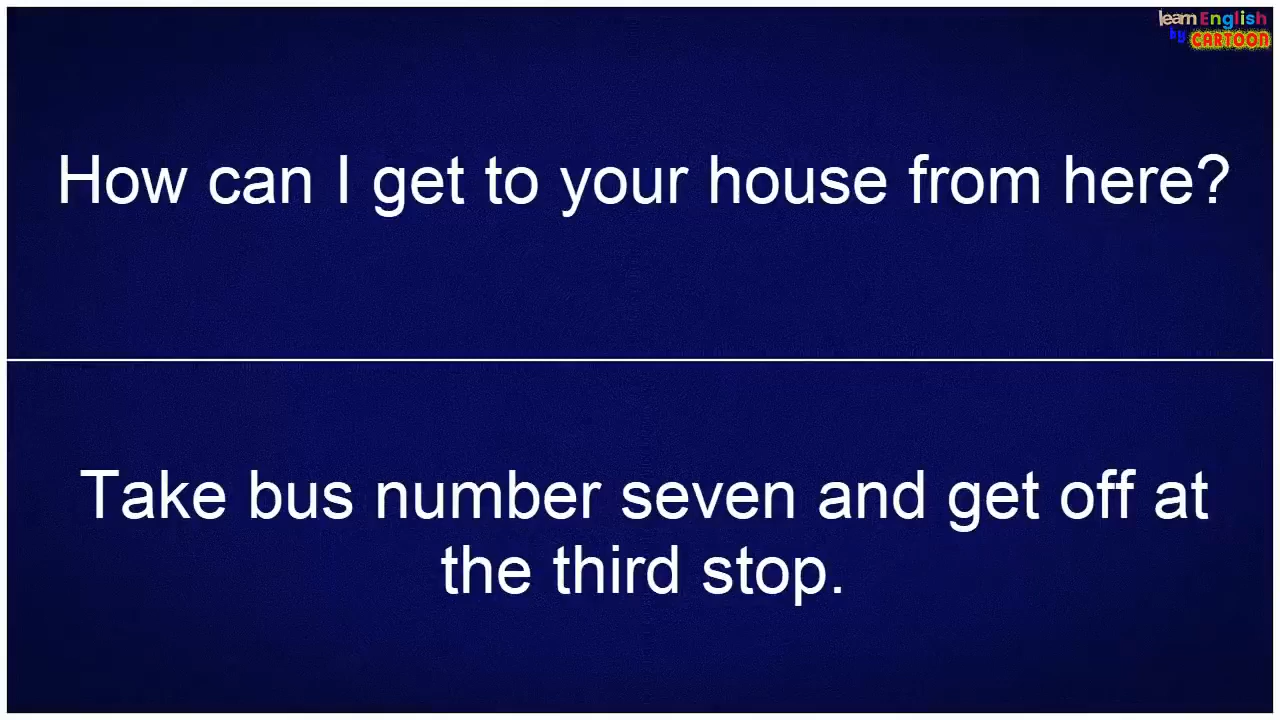 learn English
by CARTOON
How can I get to your house from here?
Take bus number seven and get off at
the third stop.